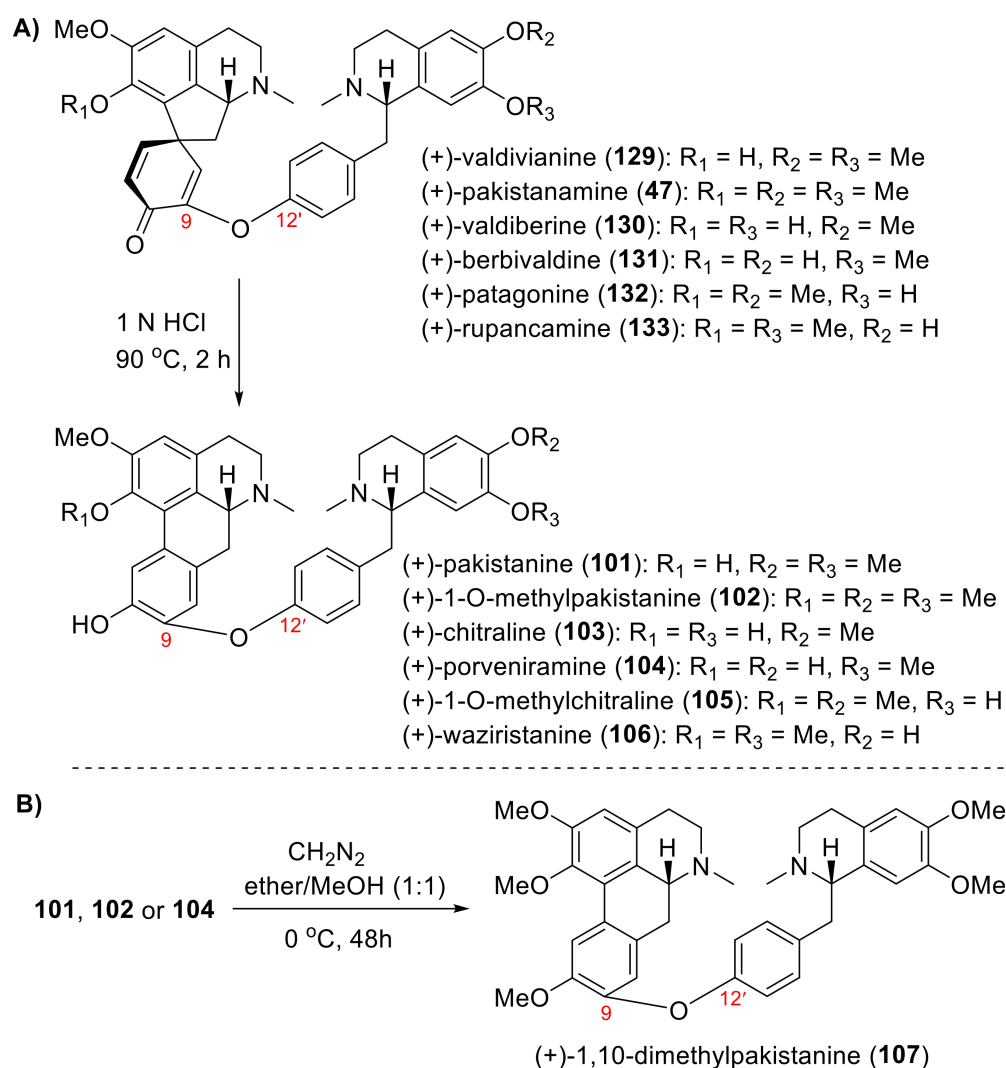 A)
MeO
OR2
H
H
N
N
R1
O
OR3
O
9
O
12'
(+)-valdivianine (129): R1 = H, R2 = R3 = Me
(+)-pakistanamine (47): R1 = R2 = R3 = Me
(+)-valdiberine (130): R1 = R3 = H, R2 = Me
(+)-berbivaldine (131): R1 = R2 = H, R3 = Me
(+)-patagonine (132): R1 = R2 = Me, R3 = H
(+)-rupancamine (133): R1 = R3 = Me, R2 = H
1 N HCl
90 °C, 2 h
MeO
OR2
H
H
N
N
R1
O
OR3
HO
9
O
12'
(+)-pakistanine (101): R1 = H, R2 = R3 = Me
(+)-1-O-methylpakistanine (102): R1 = R2 = R3 = Me
(+)-chitraline (103): R1 = R3 = H, R2 = Me
(+)-porveniramine (104): R1 = R2 = H, R3 = Me
(+)-1-O-methylchitraline (105): R1 = R2 = Me, R3 = H
(+)-waziristanine (106): R1 = R3 = Me, R2 = H
B)
101, 102 or 104
CH2N2
ether/MeOH (1:1)
0 °C, 48h
MeO
OMe
H
H
N
N
MeO
OMe
MeO
9
O
12'
(+)-1,10-dimethylpakistanine (107)